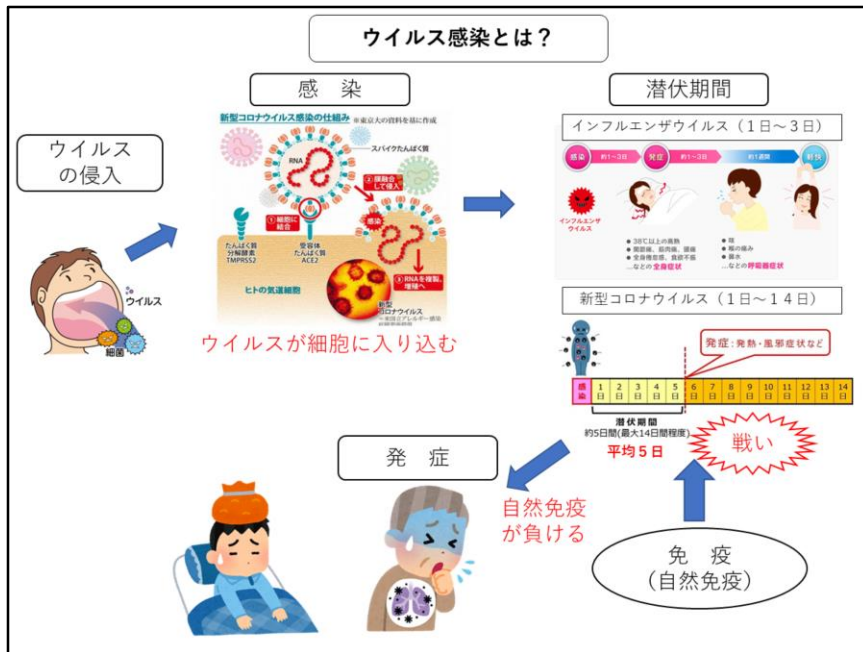 ウイルス感染とは？
感　染
潜伏期間
ウイルス
の侵入
新型コロナウイルス感染の仕組み ※東京大の資料を基に作成
スパイクたんぱく質
RNA
②膜融合
して侵入
①細胞に
結合
感染
たんぱく質
分解酵素
TMPRSS2
受容体
たんぱく質
ACE2
③RNAを複製、
増殖へ
ヒトの気道細胞
新型
コロナウイルス
ウイルスが細胞に入り込む
ウイルス
細菌
インフルエンザウイルス（１日～３日）
感染
約1～3日
発症
約1～3日
約1週間
軽快
インフルエンザ
ウイルス
● 38℃以上の高熱
● 関節痛、筋肉痛、頭痛
● 全身倦怠感、食欲不振
…などの全身症状
● 咳
● 喉の痛み
● 鼻水
…などの呼吸器症状
新型コロナウイルス（１日～１４日）
発症：発熱・風邪症状など
感染 1日 2日 3日 4日 5日 6日 7日 8日 9日 10日 11日 12日 13日 14日
潜伏期間
約5日間(最大14日間程度)
平均５日
戦い
発　症
自然免疫
が負ける
免　疫
（自然免疫）